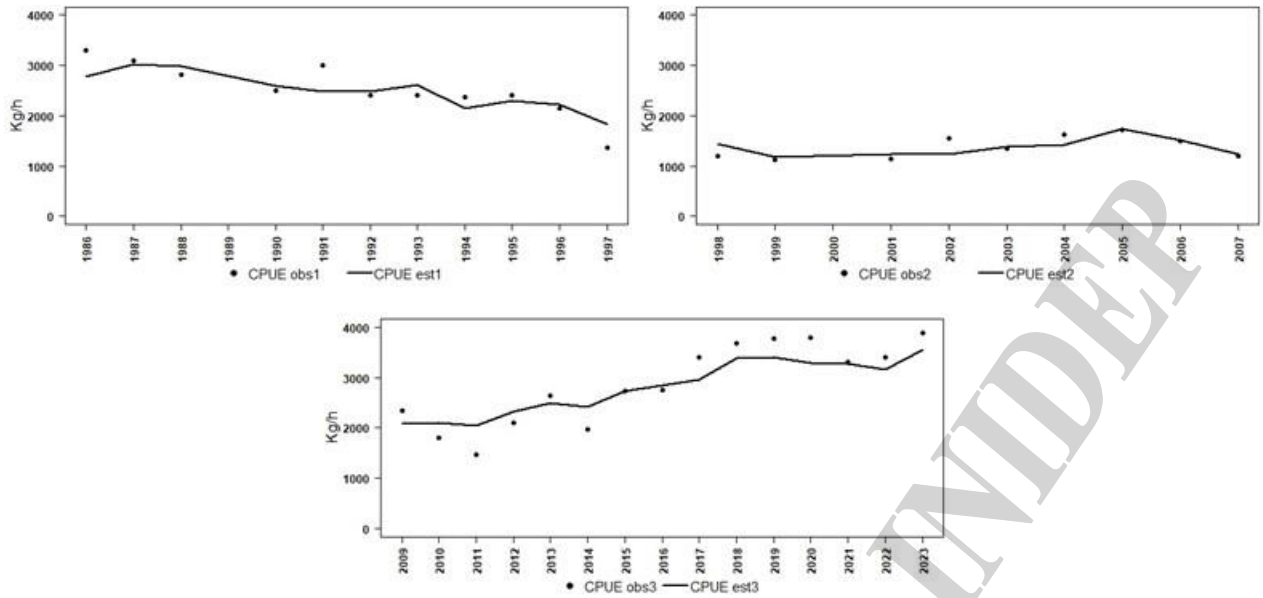 4000
3000
2000
1000
0
Kg/h
1986 1987 1988 1989 1990 1991 1992 1993 1994 1995 1996 1997
CPUE obs1 CPUE est1
4000
3000
2000
1000
0
Kg/h
1998 1999 2000 2001 2002 2003 2004 2005 2006 2007
CPUE obs2 CPUE est2
4000
3000
2000
1000
0
Kg/h
2009 2010 2011 2012 2013 2014 2015 2016 2017 2018 2019 2020 2021 2022 2023
CPUE obs3 CPUE est3
INIDEP